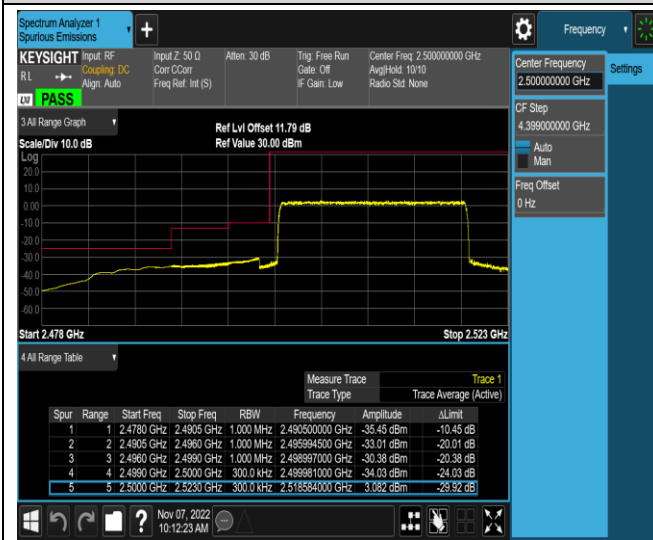 Spectrum Analyzer 1
Spurious Emissions
Frequency
KEYSIGHT Input: RF Input Z: 50 Ω Atten: 30 dB Trig: Free Run Center Freq: 2.500000000 GHz
R L Coupling: DC Corr CCorr Gate: Off Avg|Hold: 10/10
Align: Auto Freq Ref: Int (S) IF Gain: Low Radio Std: None
LXI PASS
Center Frequency
2.500000000 GHz
Settings
CF Step
4.399000000 GHz
Auto
Man
Freq Offset
0 Hz
3 All Range Graph
Ref Lvl Offset 11.79 dB
Scale/Div 10.0 dB Ref Value 30.00 dBm
Log
20.0
10.0
0.00
-10.0
-20.0
-30.0
-40.0
-50.0
-60.0
Start 2.478 GHz Stop 2.523 GHz
4 All Range Table
Measure Trace Trace 1
Trace Type Trace Average (Active)
Spur Range Start Freq Stop Freq RBW Frequency Amplitude ΔLimit
1 1 2.4780 GHz 2.4905 GHz 1.000 MHz 2.490500000 GHz -35.45 dBm -10.45 dB
2 2 2.4905 GHz 2.4960 GHz 1.000 MHz 2.495994500 GHz -33.01 dBm -20.01 dB
3 3 2.4960 GHz 2.4990 GHz 1.000 MHz 2.498997000 GHz -30.38 dBm -20.38 dB
4 4 2.4990 GHz 2.5000 GHz 300.0 kHz 2.499981000 GHz -34.03 dBm -24.03 dB
5 5 2.5000 GHz 2.5230 GHz 300.0 kHz 2.518584000 GHz 3.082 dBm -29.92 dB
Nov 07, 2022
10:12:23 AM